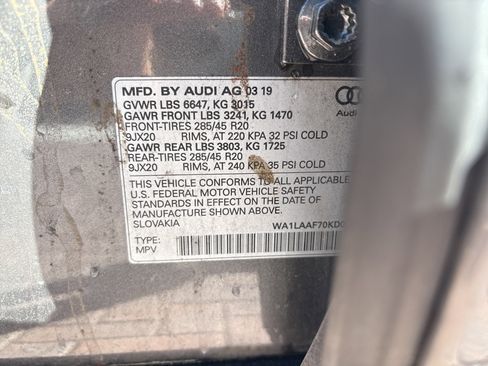 MFD. BY AUDI AG 03 19
GVWR LBS 6647, KG 3015
GAWR FRONT LBS 3241, KG 1470
FRONT-TIRES 285/45 R20
9JX20 RIMS, AT 220 KPA 32 PSI COLD
GAWR REAR LBS 3803, KG 1725
REAR-TIRES 285/45 R20
9JX20 RIMS, AT 240 KPA 35 PSI COLD
THIS VEHICLE CONFORMS TO ALL APPLICABLE
U.S. FEDERAL MOTOR VEHICLE SAFETY
STANDARDS IN EFFECT ON THE DATE OF
MANUFACTURE SHOWN ABOVE.
SLOVAKIA
WA1LAAF70KD0
TYPE:
MPV
Audi